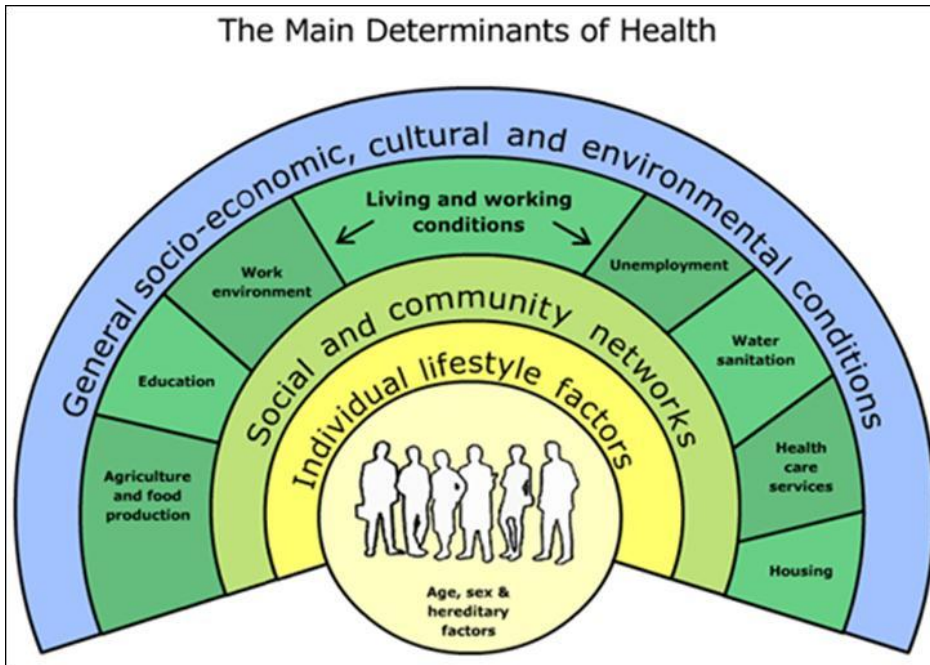 The Main Determinants of Health
General socio-economic, cultural and environmental conditions
Living and working
conditions
Work
environment
Unemployment
Education
Water
sanitation
Agriculture
and food
production
Health
care
services
Housing
Social and community networks
Individual lifestyle factors
Age, sex &
hereditary
factors